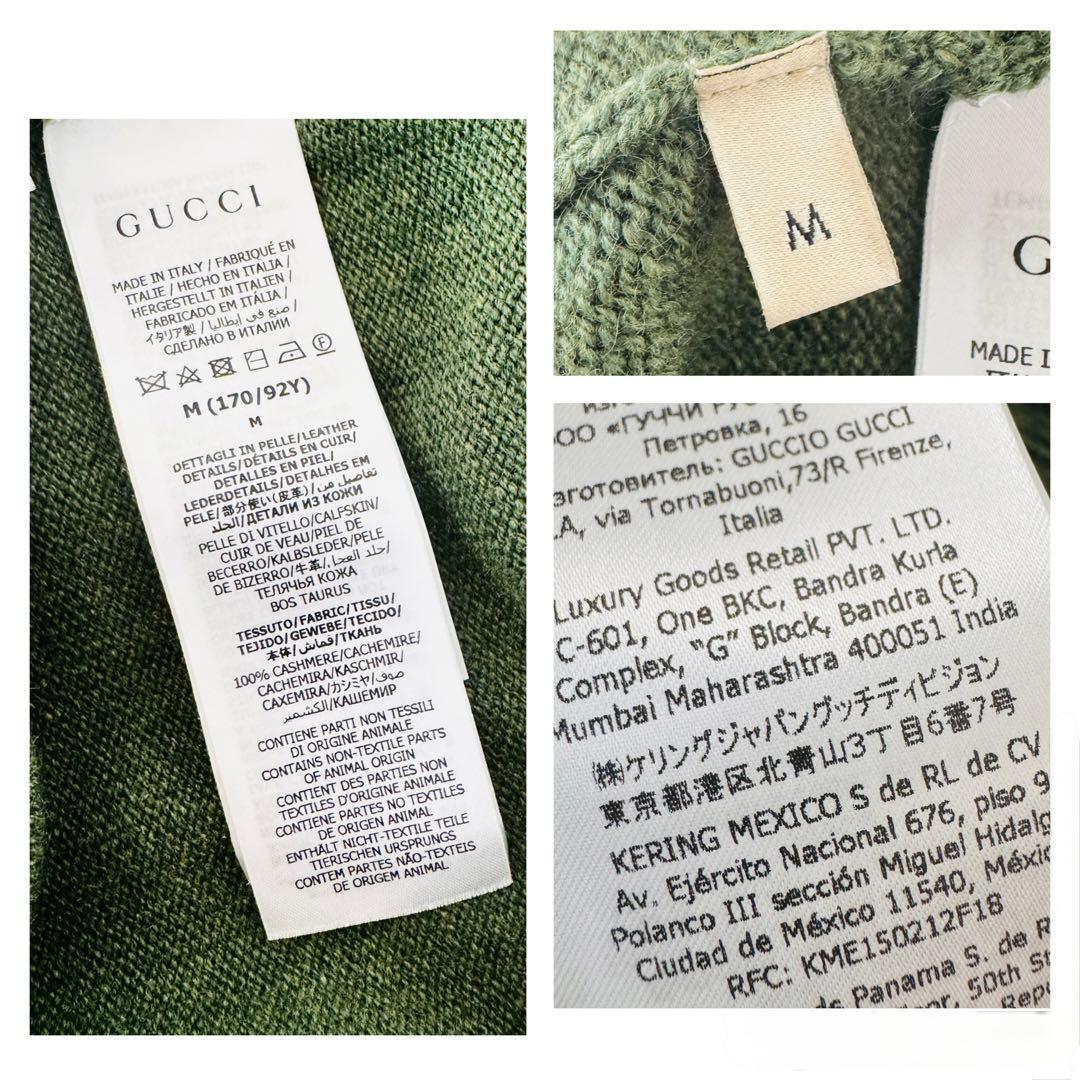 GUCCI
MADE IN ITALY / FABRIQUÉ EN
ITALIE / HECHO EN ITALIA /
HERGESTELLT IN ITALIEN /
FABRICADO EM ITÁLIA /
イタリア製 / صنع في إيطاليا /
СДЕЛАНО В ИТАЛИИ
M (170/92Y)
M
DETTAGLI IN PELLE/LEATHER
DETAILS/DÉTAILS EN CUIR/
DETALLES EN PIEL/
LEDERDETAILS/DETALHES EM
PELE/部分使い(皮革)/تفاصيل من
الجلد/ДЕТАЛИ ИЗ КОЖИ
PELLE DI VITELLO/CALFSKIN/
CUIR DE VEAU/PIEL DE
BECERRO/KALBSLEDER/PELE
DE BIZERRO/牛革/جلد العجل/
ТЕЛЯЧЬЯ КОЖА
BOS TAURUS
TESSUTO/FABRIC/TISSU/
TEJIDO/GEWEBE/TECIDO/
本体/قماش/ТКАНЬ
100% CASHMERE/CACHEMIRE/
CACHEMIRA/KASCHMIR/
CAXEMIRA/カシミヤ/صوف
الكشمير/КАШЕМИР
CONTIENE PARTI NON TESSILI
DI ORIGINE ANIMALE
CONTAINS NON-TEXTILE PARTS
OF ANIMAL ORIGIN
CONTIENT DES PARTIES NON
TEXTILES D'ORIGINE ANIMALE
CONTIENE PARTES NO TEXTILES
DE ORIGEN ANIMAL
ENTHÄLT NICHT-TEXTILE TEILE
TIERISCHEN URSPRUNGS
CONTEM PARTES NÃO-TEXTEIS
DE ORIGEM ANIMAL
M
G
MADE I
ООО «ГУЧЧИ РУС
Петровка, 16
зготовитель: GUCCIO GUCCI
.A, via Tornabuoni,73/R Firenze,
Italia
Luxury Goods Retail PVT. LTD.
C-601, One BKC, Bandra Kurla
Complex, "G" Block, Bandra (E)
Mumbai Maharashtra 400051 India
㈱ケリングジャパングッチディビジョン
東京都港区北青山3丁目6番7号
KERING MEXICO S de RL de CV
Av. Ejército Nacional 676, piso 9
Polanco III sección Miguel Hidalg
Ciudad de México 11540, Méxic
RFC: KME150212F18
de Panama S. de R
50th St
Repu